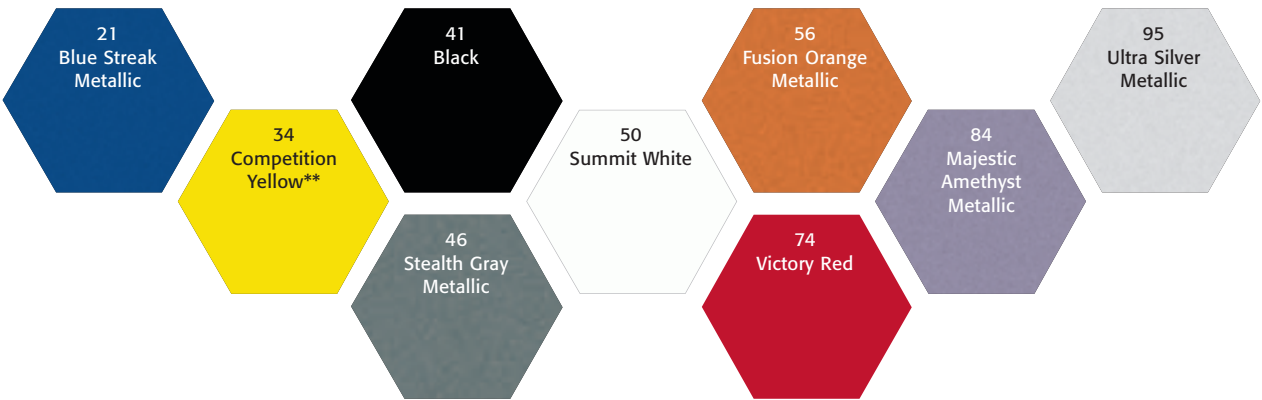 21
Blue Streak
Metallic
34
Competition
Yellow**
41
Black
46
Stealth Gray
Metallic
50
Summit White
56
Fusion Orange
Metallic
74
Victory Red
84
Majestic
Amethyst
Metallic
95
Ultra Silver
Metallic